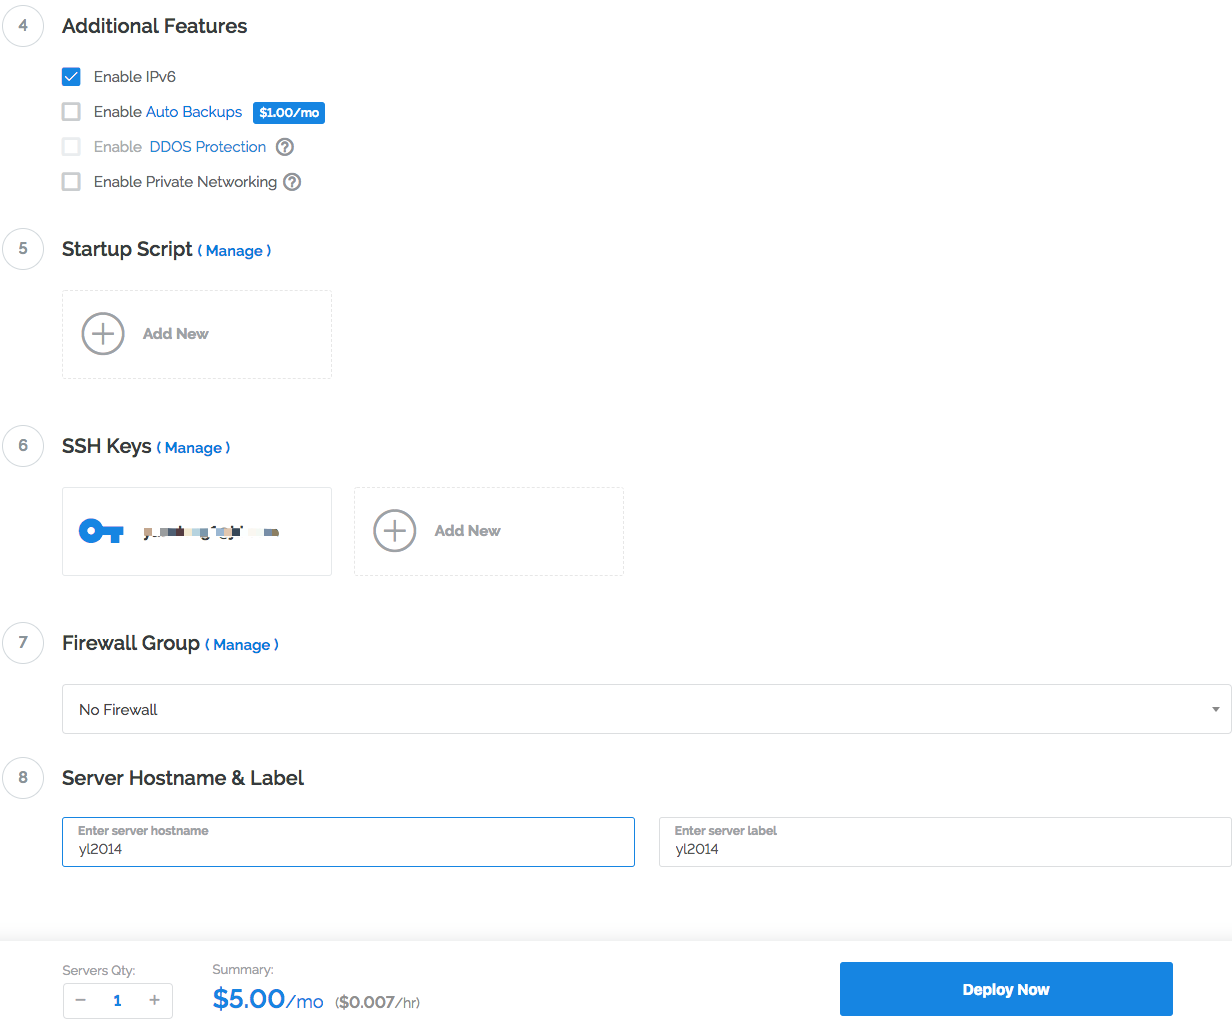 4 Additional Features
Enable IPv6
Enable Auto Backups $1.00/mo
Enable DDOS Protection ?
Enable Private Networking ?
5 Startup Script ( Manage )
Add New
6 SSH Keys ( Manage )
Add New
7 Firewall Group ( Manage )
No Firewall
8 Server Hostname & Label
Enter server hostname
yl2014
Enter server label
yl2014
Servers Qty:
− 1 +
Summary:
$5.00/mo ($0.007/hr)
Deploy Now